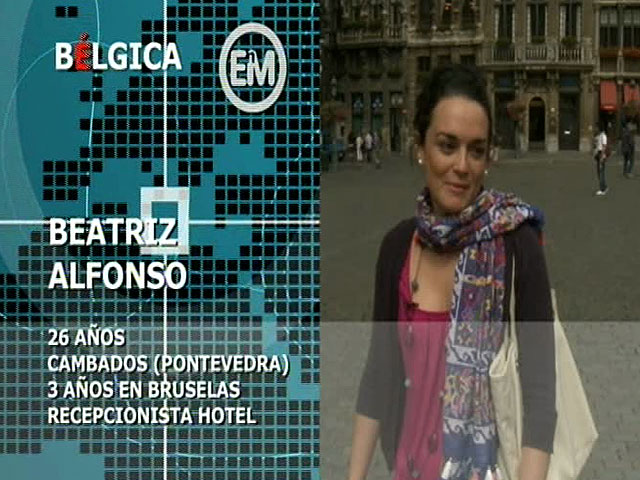 BÉLGICA
EM
BEATRIZ
ALFONSO
26 AÑOS
CAMBADOS (PONTEVEDRA)
3 AÑOS EN BRUSELAS
RECEPCIONISTA HOTEL